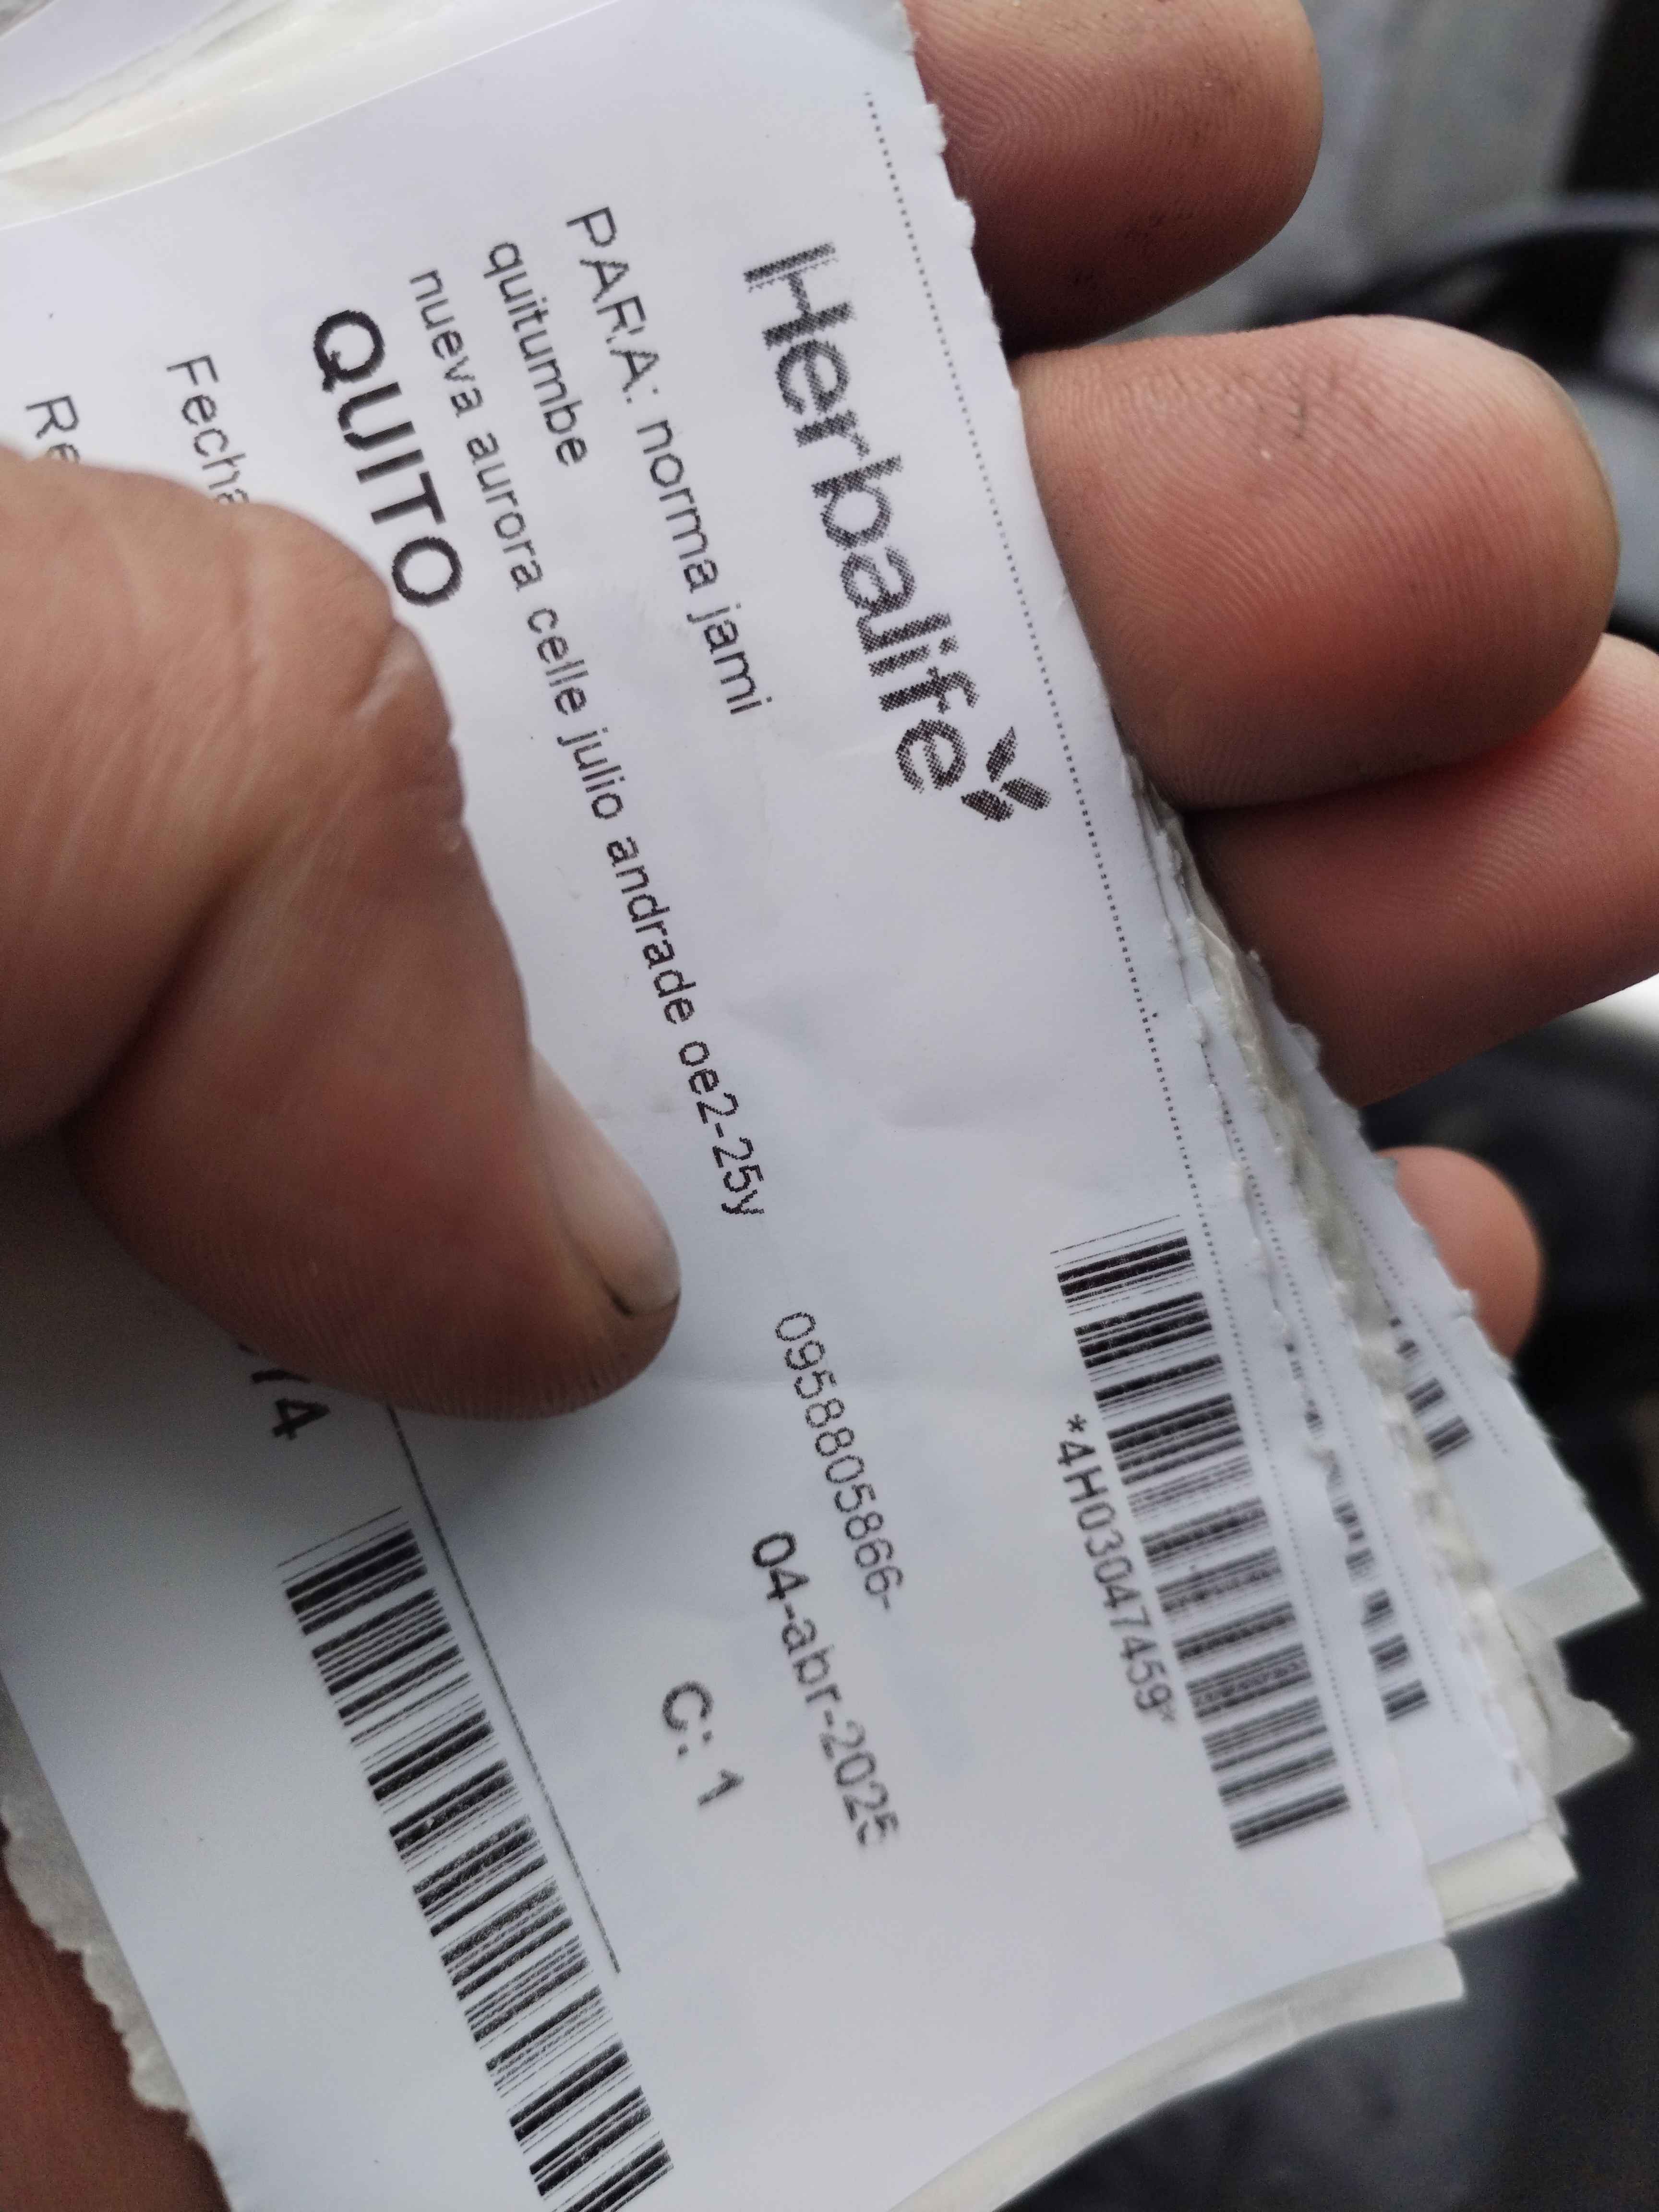 Herbalife
*4H03047459*
PARA: norma jami
quitumbe
nueva aurora celle julio andrade oe2-25y
0958805866-
QUITO
04-abr-2025
C: 1
Fecha